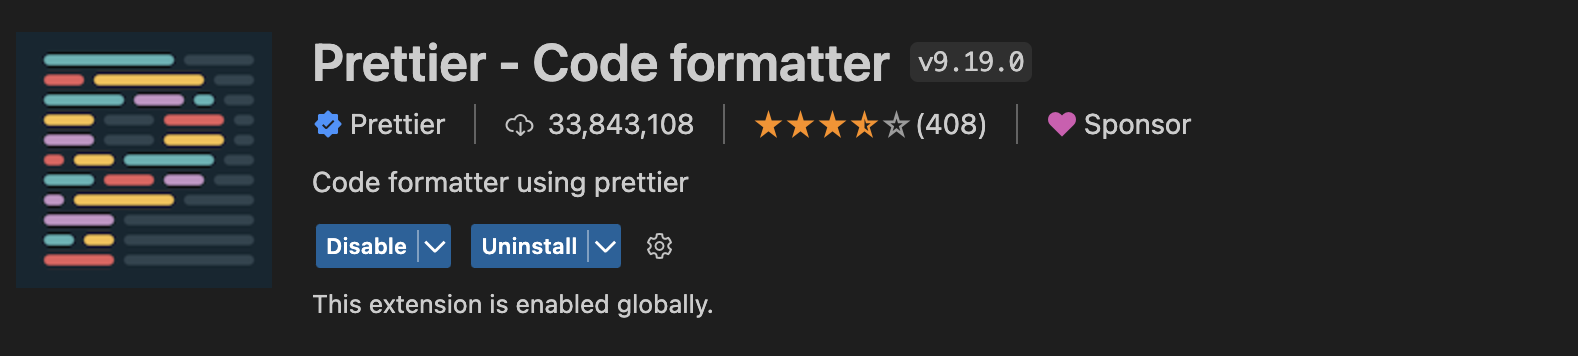 Prettier - Code formatter v9.19.0
Prettier 33,843,108 (408) Sponsor
Code formatter using prettier
Disable Uninstall
This extension is enabled globally.